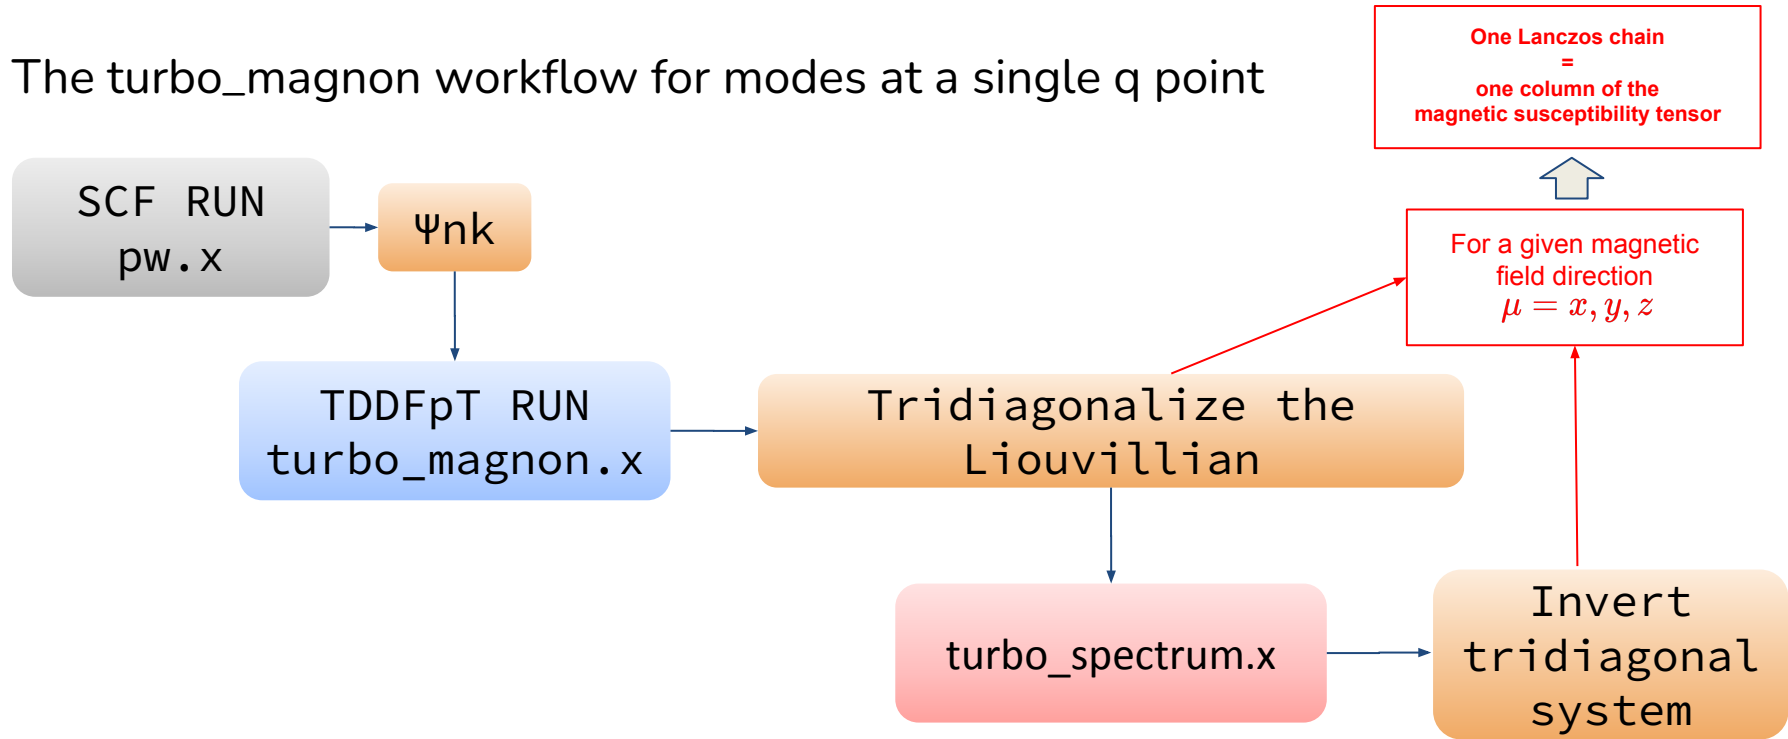 The turbo_magnon workflow for modes at a single q point
One Lanczos chain
=
one column of the
magnetic susceptibility tensor
SCF RUN
pw.x
Ψnk
For a given magnetic
field direction
μ = x, y, z
TDDFpT RUN
turbo_magnon.x
Tridiagonalize the
Liouvillian
turbo_spectrum.x
Invert
tridiagonal
system